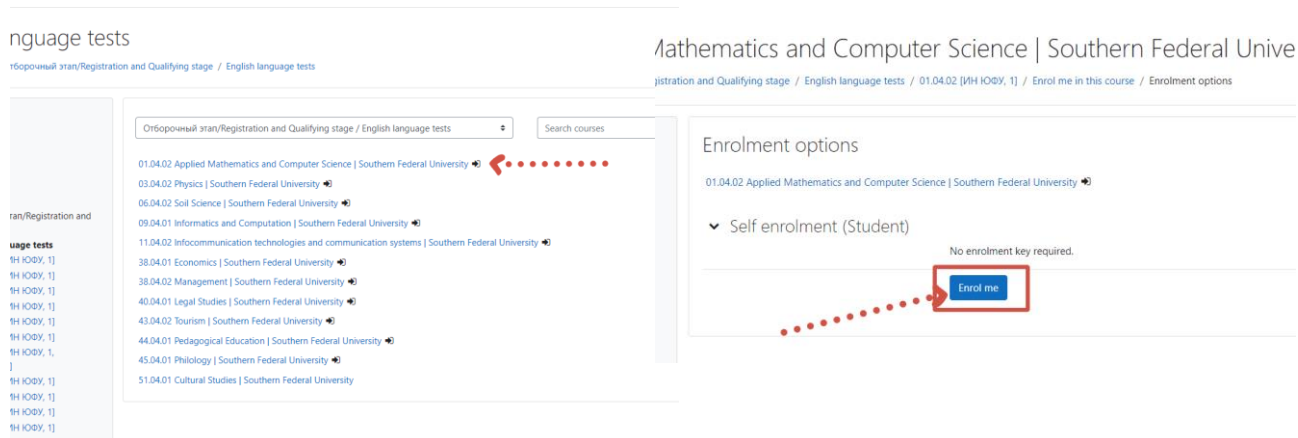 nguage tests
тборочный этап/Registration and Qualifying stage / English language tests
тап/Registration and
uage tests
ИН ЮФУ, 1]
ИН ЮФУ, 1]
ИН ЮФУ, 1]
ИН ЮФУ, 1]
ИН ЮФУ, 1]
ИН ЮФУ, 1]
ИН ЮФУ, 1,
]
ИН ЮФУ, 1]
ИН ЮФУ, 1]
ИН ЮФУ, 1]
ИН ЮФУ, 1]
Отборочный этап/Registration and Qualifying stage / English language tests
Search courses
01.04.02 Applied Mathematics and Computer Science | Southern Federal University
03.04.02 Physics | Southern Federal University
06.04.02 Soil Science | Southern Federal University
09.04.01 Informatics and Computation | Southern Federal University
11.04.02 Infocommunication technologies and communication systems | Southern Federal University
38.04.01 Economics | Southern Federal University
38.04.02 Management | Southern Federal University
40.04.01 Legal Studies | Southern Federal University
43.04.02 Tourism | Southern Federal University
44.04.01 Pedagogical Education | Southern Federal University
45.04.01 Philology | Southern Federal University
51.04.01 Cultural Studies | Southern Federal University
Mathematics and Computer Science | Southern Federal Unive
gistration and Qualifying stage / English language tests / 01.04.02 [ИН ЮФУ, 1] / Enrol me in this course / Enrolment options
Enrolment options
01.04.02 Applied Mathematics and Computer Science | Southern Federal University
Self enrolment (Student)
No enrolment key required.
Enrol me